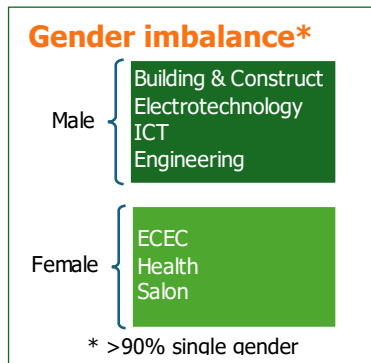 Gender imbalance*
Male
Building & Construct
Electrotechnology
ICT
Engineering
Female
ECEC
Health
Salon
* >90% single gender